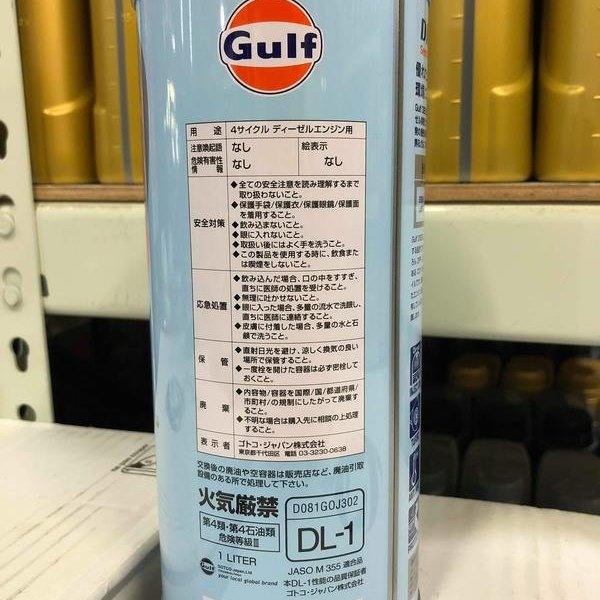 Gulf
用途 4サイクル ディーゼルエンジン用
注意喚起語 なし 絵表示
危険有害性情報 なし なし
安全対策
◆全ての安全注意を読み理解するまで
取り扱わないこと。
◆保護手袋/保護衣/保護眼鏡/保護面
を着用すること。
◆飲み込まないこと。
◆眼に入れないこと。
◆取扱い後にはよく手を洗うこと。
◆この製品を使用する時に、飲食また
は喫煙をしないこと。
応急処置
◆飲み込んだ場合、口の中をすすぎ、
直ちに医師の処置を受けること。
◆無理に吐かせないこと。
◆眼に入った場合、多量の流水で洗眼し、
直ちに医師に連絡すること。
◆皮膚に付着した場合、多量の水と石
鹸で洗うこと。
保管
◆直射日光を避け、涼しく換気の良い
場所で保管すること。
◆一度栓を開けた容器は必ず密栓して
おくこと。
廃棄
◆内容物/容器を国際/国/都道府県/
市町村/の規制にしたがって廃棄す
ること。
◆不明な場合は購入先に相談の上処理
すること。
表示者 ゴトコ・ジャパン株式会社
東京都千代田区 電話 03-3230-0638
交換後の廃油や空容器は販売店など、廃油引取
設備のある所で処理して下さい。
火気厳禁
第4類・第4石油類
危険等級Ⅲ
1 LITER
D081GOJ302
DL-1
JASO M 355 適合品
本DL-1性能の品質保証者
ゴトコ・ジャパン株式会社
Gulf
your local global brand